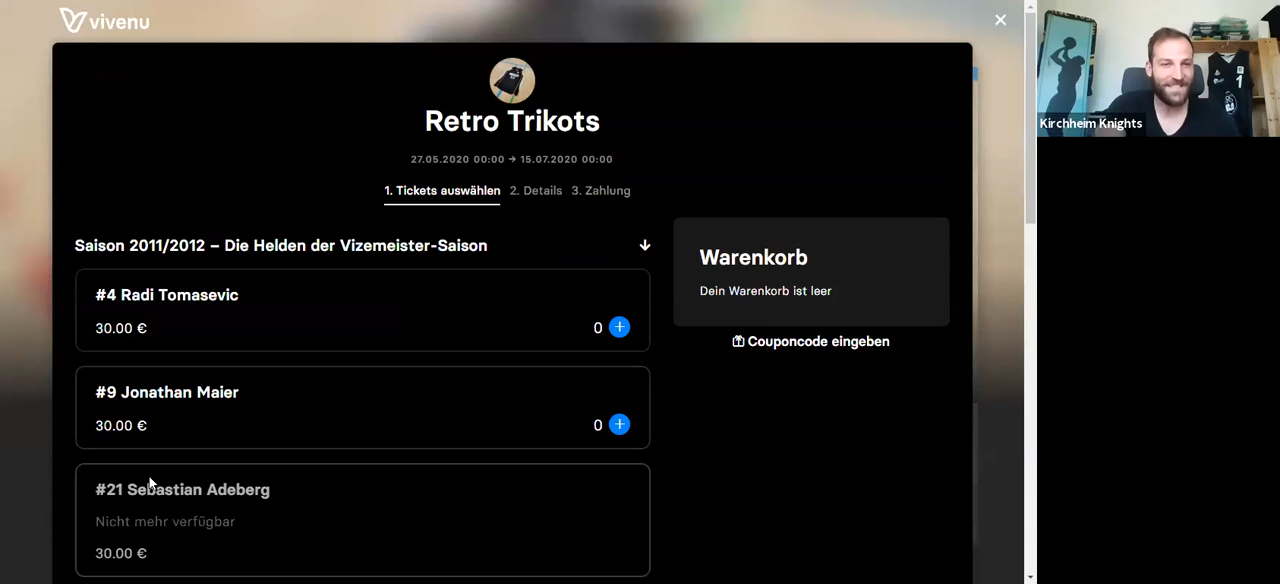 vivenu
Retro Trikots
27.05.2020 00:00 → 15.07.2020 00:00
1. Tickets auswählen 2. Details 3. Zahlung
Saison 2011/2012 – Die Helden der Vizemeister-Saison
#4 Radi Tomasevic
30.00 €
0
#9 Jonathan Maier
30.00 €
0
#21 Sebastian Adeberg
Nicht mehr verfügbar
30.00 €
Warenkorb
Dein Warenkorb ist leer
Couponcode eingeben
Kirchheim Knights
1